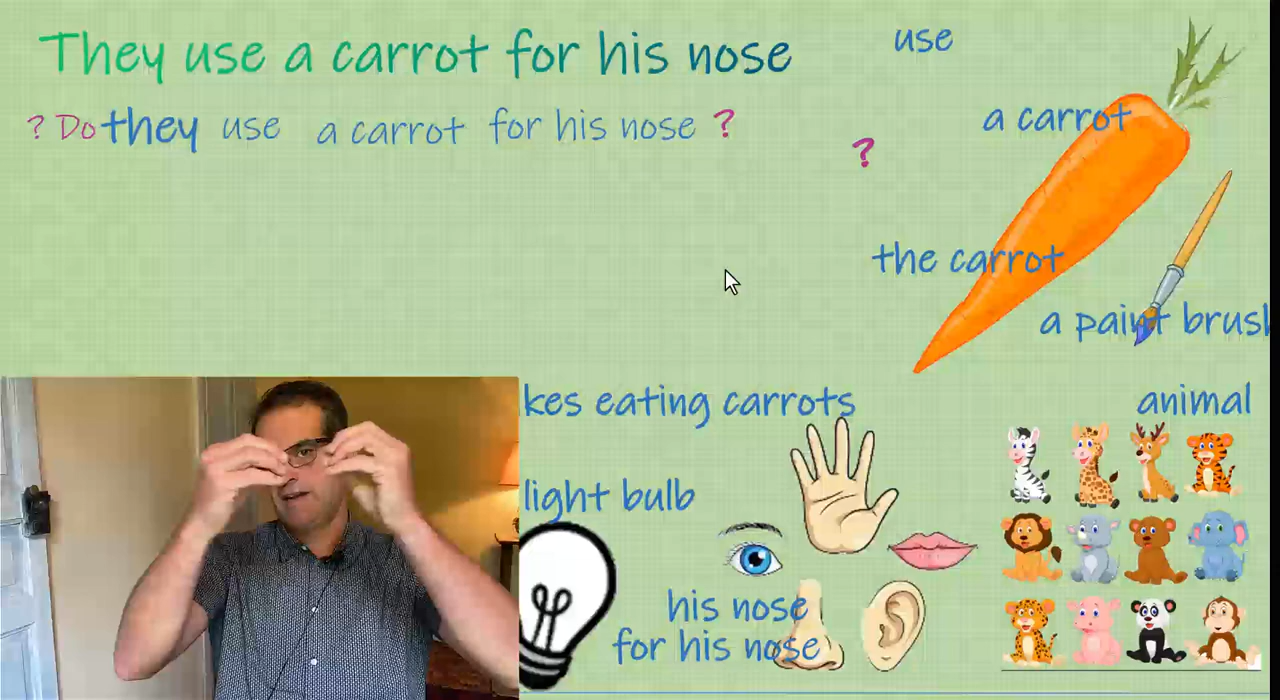 They use a carrot for his nose
use
? Do they use a carrot for his nose ?
a carrot
?
the carrot
a paint brush
kes eating carrots
animal
light bulb
his nose
for his nose